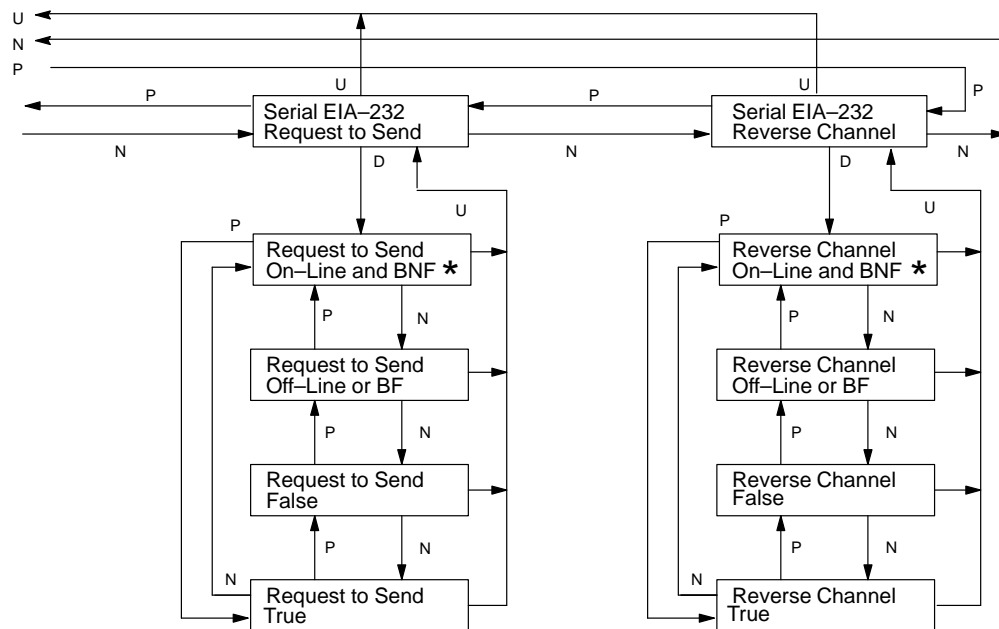 U
N
P
U
U
P
P
P
Serial EIA–232
Request to Send
Serial EIA–232
Reverse Channel
N
N
N
D
D
U
U
P
P
Request to Send
On–Line and BNF *
Reverse Channel
On–Line and BNF *
P
N
P
N
Request to Send
Off–Line or BF
Reverse Channel
Off–Line or BF
P
N
P
N
Request to Send
False
Reverse Channel
False
P
N
P
N
N
N
Request to Send
True
Reverse Channel
True